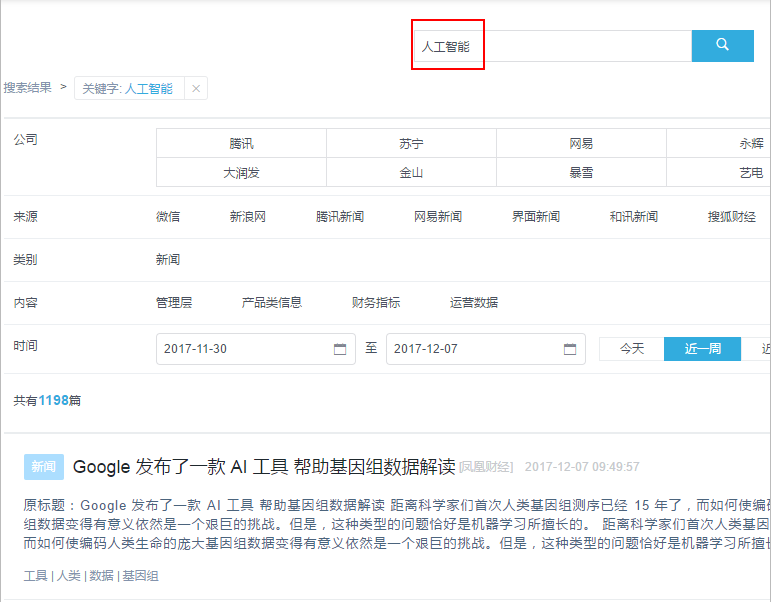 人工智能
搜索结果 > 关键字: 人工智能 ×
公司 腾讯 苏宁 网易 永辉
大润发 金山 暴雪 艺电
来源 微信 新浪网 腾讯新闻 网易新闻 界面新闻 和讯新闻 搜狐财经
类别 新闻
内容 管理层 产品类信息 财务指标 运营数据
时间 2017-11-30 至 2017-12-07 今天 近一周 近
共有1198篇
新闻 Google 发布了一款 AI 工具 帮助基因组数据解读 [凤凰财经] 2017-12-07 09:49:57
原标题：Google 发布了一款 AI 工具 帮助基因组数据解读 距离科学家们首次人类基因组测序已经 15 年了，而如何使编码
组数据变得有意义依然是一个艰巨的挑战。但是，这种类型的问题恰好是机器学习所擅长的。 距离科学家们首次人类基因
而如何使编码人类生命的庞大基因组数据变得有意义依然是一个艰巨的挑战。但是，这种类型的问题恰好是机器学习所擅
工具 | 人类 | 数据 | 基因组